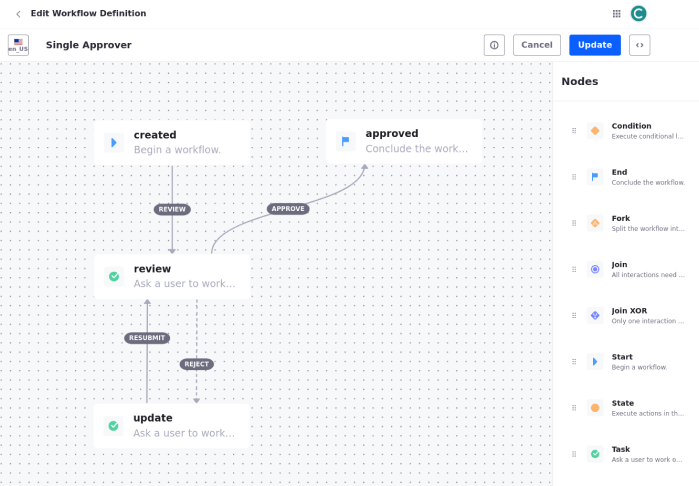 Edit Workflow Definition
en_US
Single Approver
Cancel
Update
Nodes
created
Begin a workflow.
approved
Conclude the work...
REVIEW
APPROVE
review
Ask a user to work...
RESUBMIT
REJECT
update
Ask a user to work...
Condition
Execute conditional l...
End
Conclude the workflow.
Fork
Split the workflow int...
Join
All interactions need ...
Join XOR
Only one interaction ...
Start
Begin a workflow.
State
Execute actions in th...
Task
Ask a user to work o...